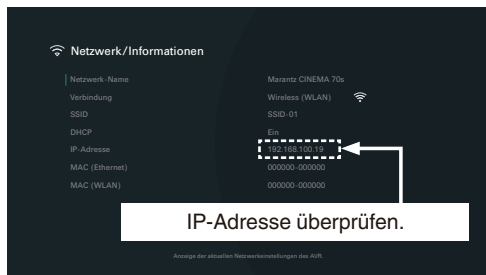 Netzwerk/Informationen
Netzwerk-Name Marantz CINEMA 70s
Verbindung Wireless (WLAN)
SSID SSID-01
DHCP Ein
IP-Adresse 192.168.100.19
MAC (Ethernet) 000000-000000
MAC (WLAN) 000000-000000
IP-Adresse überprüfen.
Anzeige der aktuellen Netzwerkeinstellungen des AVR.